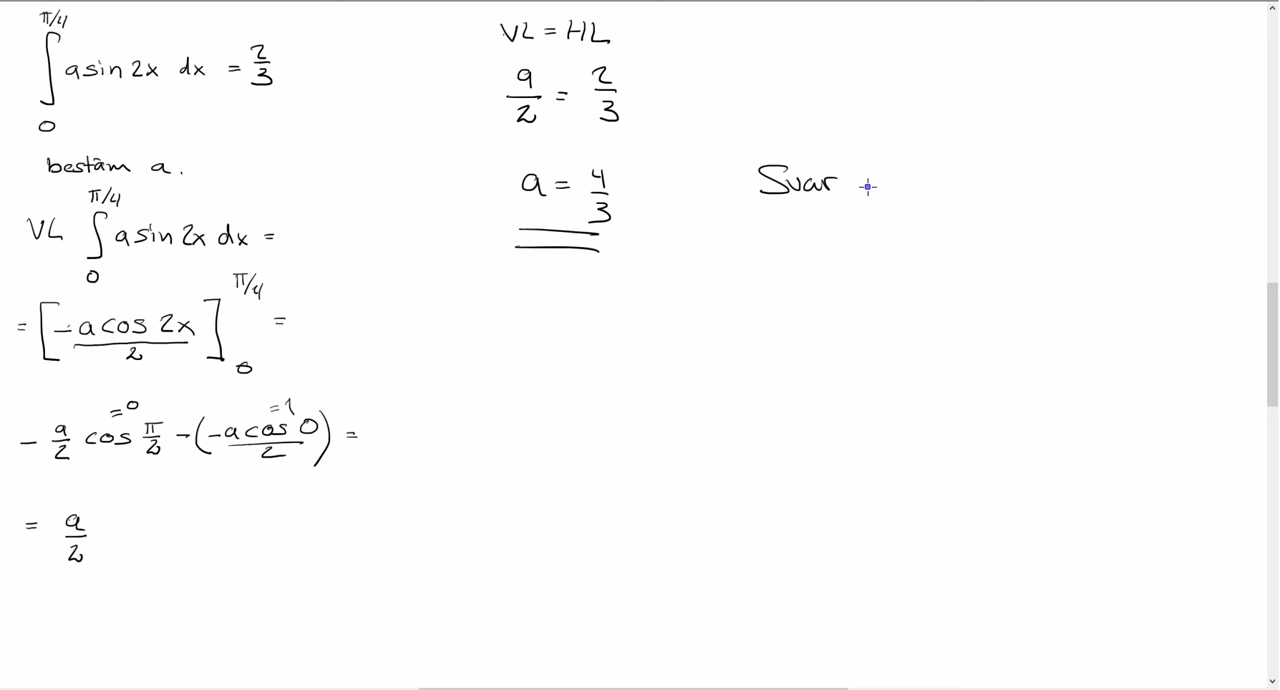 ∫₀^{π/4} a sin 2x dx = 2/3
bestäm a.
VL ∫₀^{π/4} a sin 2x dx =
= [-a cos 2x / 2]₀^{π/4} =
=0 =1
- a/2 cos π/2 - (-a cos 0 / 2) =
= a/2
VL = HL
a/2 = 2/3
a = 4/3
Svar